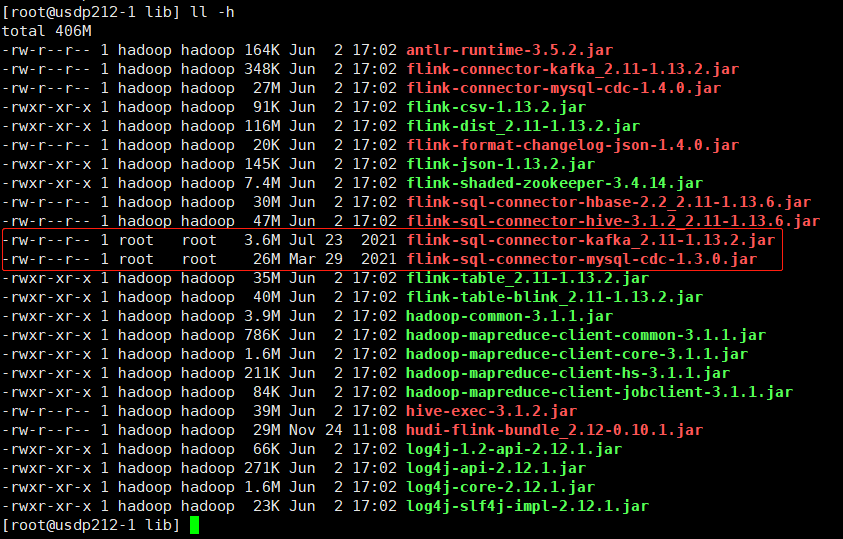 [root@usdp212-1 lib] ll -h
total 406M
-rw-r--r-- 1 hadoop hadoop 164K Jun  2 17:02 antlr-runtime-3.5.2.jar
-rw-r--r-- 1 hadoop hadoop 348K Jun  2 17:02 flink-connector-kafka_2.11-1.13.2.jar
-rw-r--r-- 1 hadoop hadoop  27M Jun  2 17:02 flink-connector-mysql-cdc-1.4.0.jar
-rwxr-xr-x 1 hadoop hadoop  91K Jun  2 17:02 flink-csv-1.13.2.jar
-rwxr-xr-x 1 hadoop hadoop 116M Jun  2 17:02 flink-dist_2.11-1.13.2.jar
-rw-r--r-- 1 hadoop hadoop  20K Jun  2 17:02 flink-format-changelog-json-1.4.0.jar
-rwxr-xr-x 1 hadoop hadoop 145K Jun  2 17:02 flink-json-1.13.2.jar
-rwxr-xr-x 1 hadoop hadoop 7.4M Jun  2 17:02 flink-shaded-zookeeper-3.4.14.jar
-rw-r--r-- 1 hadoop hadoop  30M Jun  2 17:02 flink-sql-connector-hbase-2.2_2.11-1.13.6.jar
-rw-r--r-- 1 hadoop hadoop  47M Jun  2 17:02 flink-sql-connector-hive-3.1.2_2.11-1.13.6.jar
-rw-r--r-- 1 root   root   3.6M Jul 23  2021 flink-sql-connector-kafka_2.11-1.13.2.jar
-rw-r--r-- 1 root   root    26M Mar 29  2021 flink-sql-connector-mysql-cdc-1.3.0.jar
-rwxr-xr-x 1 hadoop hadoop  35M Jun  2 17:02 flink-table_2.11-1.13.2.jar
-rwxr-xr-x 1 hadoop hadoop  40M Jun  2 17:02 flink-table-blink_2.11-1.13.2.jar
-rwxr-xr-x 1 hadoop hadoop 3.9M Jun  2 17:02 hadoop-common-3.1.1.jar
-rwxr-xr-x 1 hadoop hadoop 786K Jun  2 17:02 hadoop-mapreduce-client-common-3.1.1.jar
-rwxr-xr-x 1 hadoop hadoop 1.6M Jun  2 17:02 hadoop-mapreduce-client-core-3.1.1.jar
-rwxr-xr-x 1 hadoop hadoop 211K Jun  2 17:02 hadoop-mapreduce-client-hs-3.1.1.jar
-rwxr-xr-x 1 hadoop hadoop  84K Jun  2 17:02 hadoop-mapreduce-client-jobclient-3.1.1.jar
-rw-r--r-- 1 hadoop hadoop  39M Jun  2 17:02 hive-exec-3.1.2.jar
-rw-r--r-- 1 hadoop hadoop  29M Nov 24 11:08 hudi-flink-bundle_2.12-0.10.1.jar
-rwxr-xr-x 1 hadoop hadoop  66K Jun  2 17:02 log4j-1.2-api-2.12.1.jar
-rwxr-xr-x 1 hadoop hadoop 271K Jun  2 17:02 log4j-api-2.12.1.jar
-rwxr-xr-x 1 hadoop hadoop 1.6M Jun  2 17:02 log4j-core-2.12.1.jar
-rwxr-xr-x 1 hadoop hadoop  23K Jun  2 17:02 log4j-slf4j-impl-2.12.1.jar
[root@usdp212-1 lib]